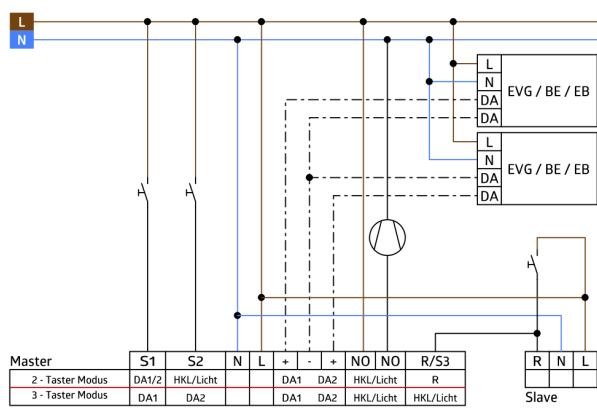 L
N
L
N
DA
DA
EVG / BE / EB
L
N
DA
DA
EVG / BE / EB
Master S1 S2 N L + - + NO NO R/S3
2 - Taster Modus DA1/2 HKL/Licht DA1 DA2 HKL/Licht R
3 - Taster Modus DA1 DA2 DA1 DA2 HKL/Licht HKL/Licht
R N L
Slave